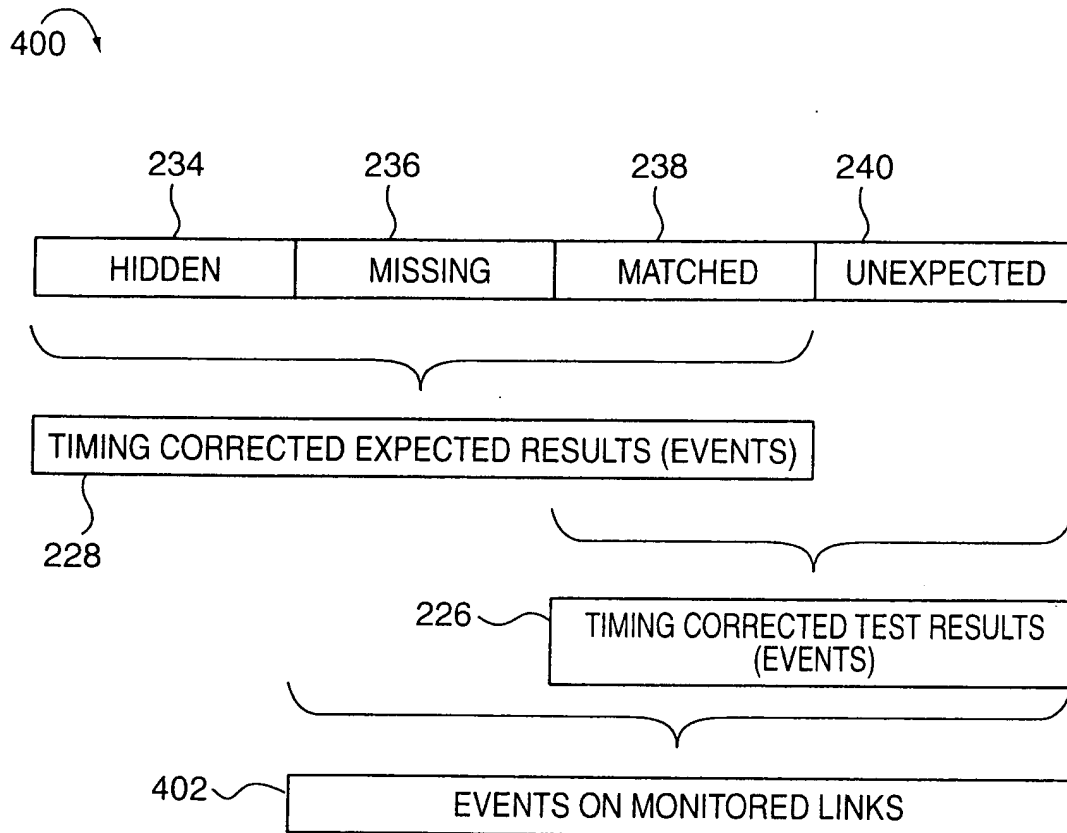 400
234 236 238 240
HIDDEN MISSING MATCHED UNEXPECTED
TIMING CORRECTED EXPECTED RESULTS (EVENTS)
228
226
TIMING CORRECTED TEST RESULTS
(EVENTS)
402
EVENTS ON MONITORED LINKS